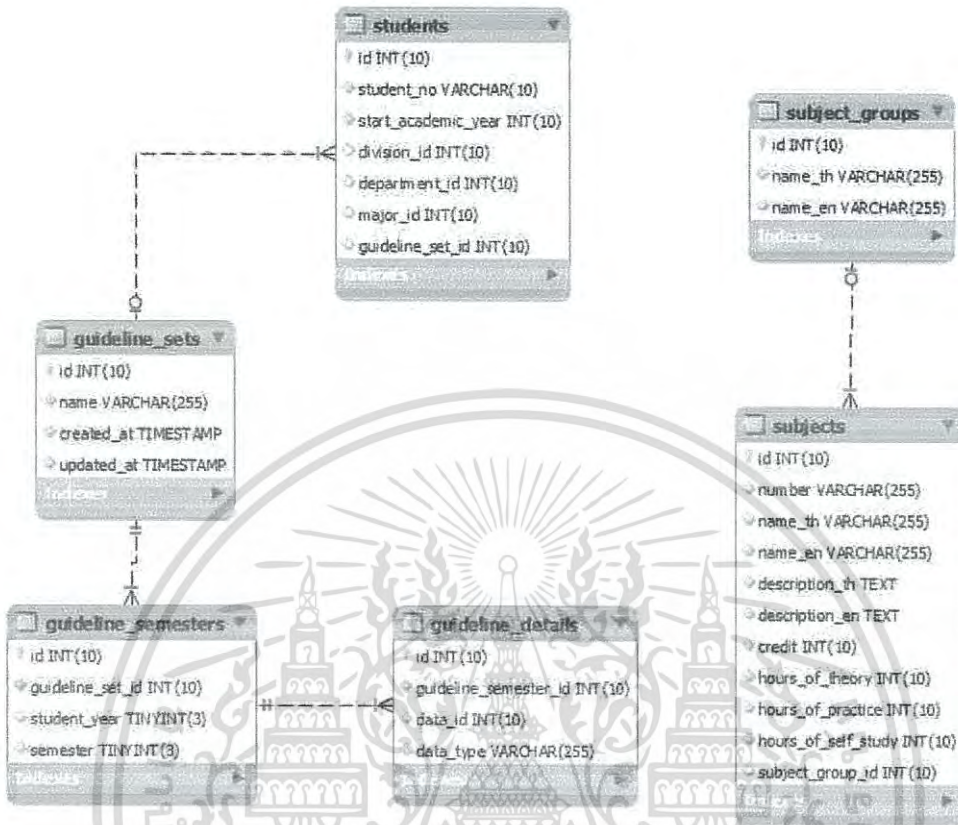 students
id INT(10)
student_no VARCHAR(10)
start_academic_year INT(10)
division_id INT(10)
department_id INT(10)
major_id INT(10)
guideline_set_id INT(10)
Indexes
subject_groups
id INT(10)
name_th VARCHAR(255)
name_en VARCHAR(255)
Indexes
guideline_sets
id INT(10)
name VARCHAR(255)
created_at TIMESTAMP
updated_at TIMESTAMP
Indexes
subjects
id INT(10)
number VARCHAR(255)
name_th VARCHAR(255)
name_en VARCHAR(255)
description_th TEXT
description_en TEXT
credit INT(10)
hours_of_theory INT(10)
hours_of_practice INT(10)
hours_of_self_study INT(10)
subject_group_id INT(10)
Indexes
guideline_semesters
id INT(10)
guideline_set_id INT(10)
student_year TINYINT(3)
semester TINYINT(3)
Indexes
guideline_details
id INT(10)
guideline_semester_id INT(10)
data_id INT(10)
data_type VARCHAR(255)
Indexes